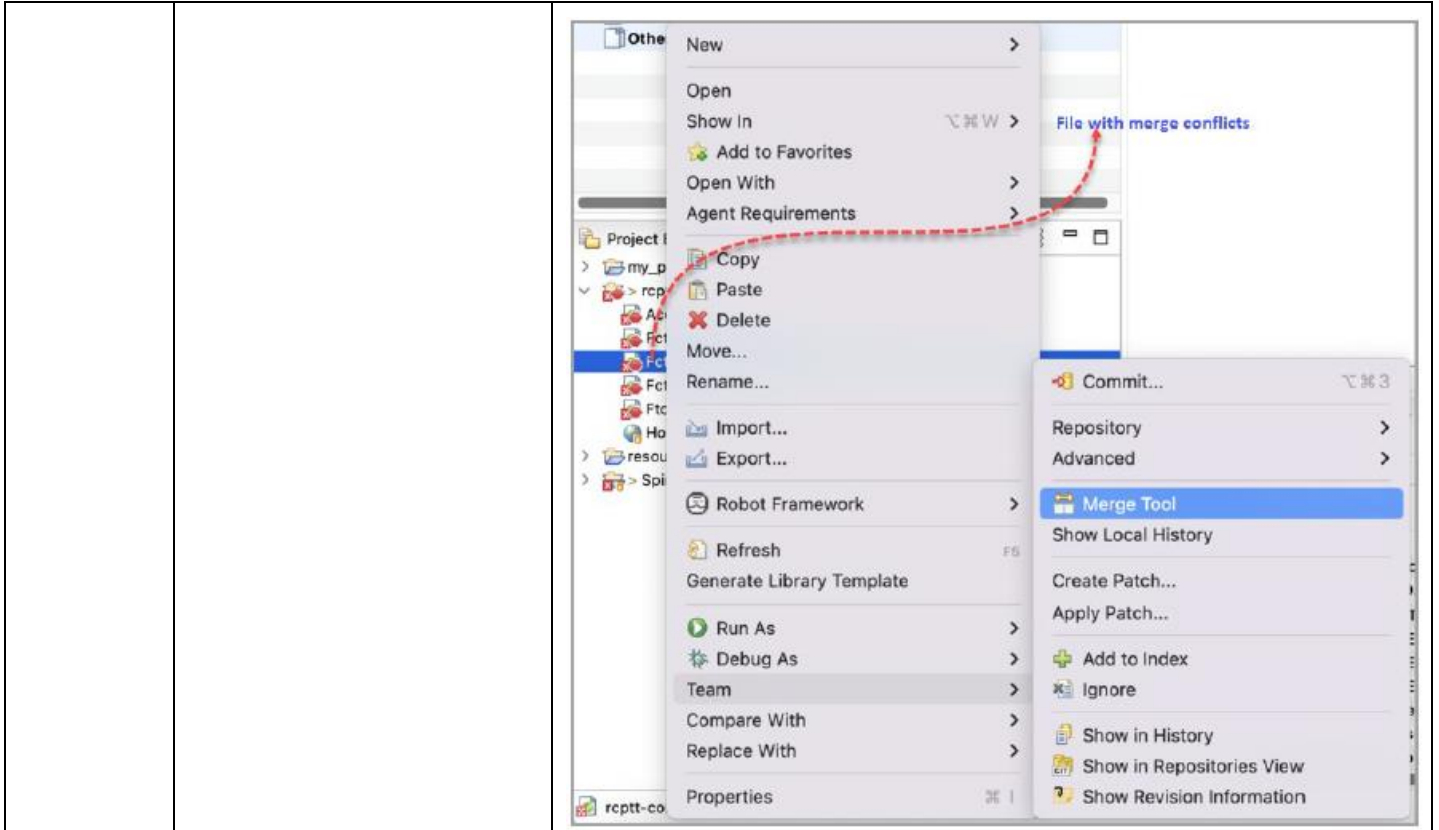 Othe
New
Open
Show In ⌥⌘W
File with merge conflicts
Add to Favorites
Open With
Agent Requirements
Project
Copy
my_p
Paste
> rcp
Delete
Move...
Rename...
Fct
Import...
Ho
Export...
resou
> Spi
Robot Framework
Refresh F5
Generate Library Template
Run As
Debug As
Team
Compare With
Replace With
Properties ⌘I
rcptt-co
Commit... ⌥⌘3
Repository
Advanced
Merge Tool
Show Local History
Create Patch...
Apply Patch...
Add to Index
Ignore
Show in History
Show in Repositories View
Show Revision Information